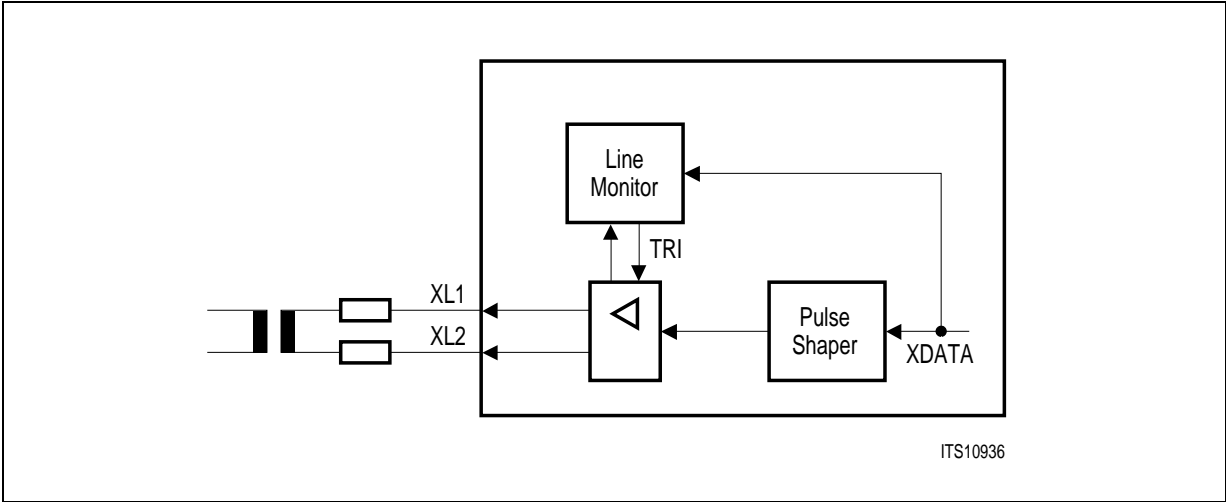 Line
Monitor
TRI
XL1
XL2
Pulse
Shaper
XDATA
ITS10936